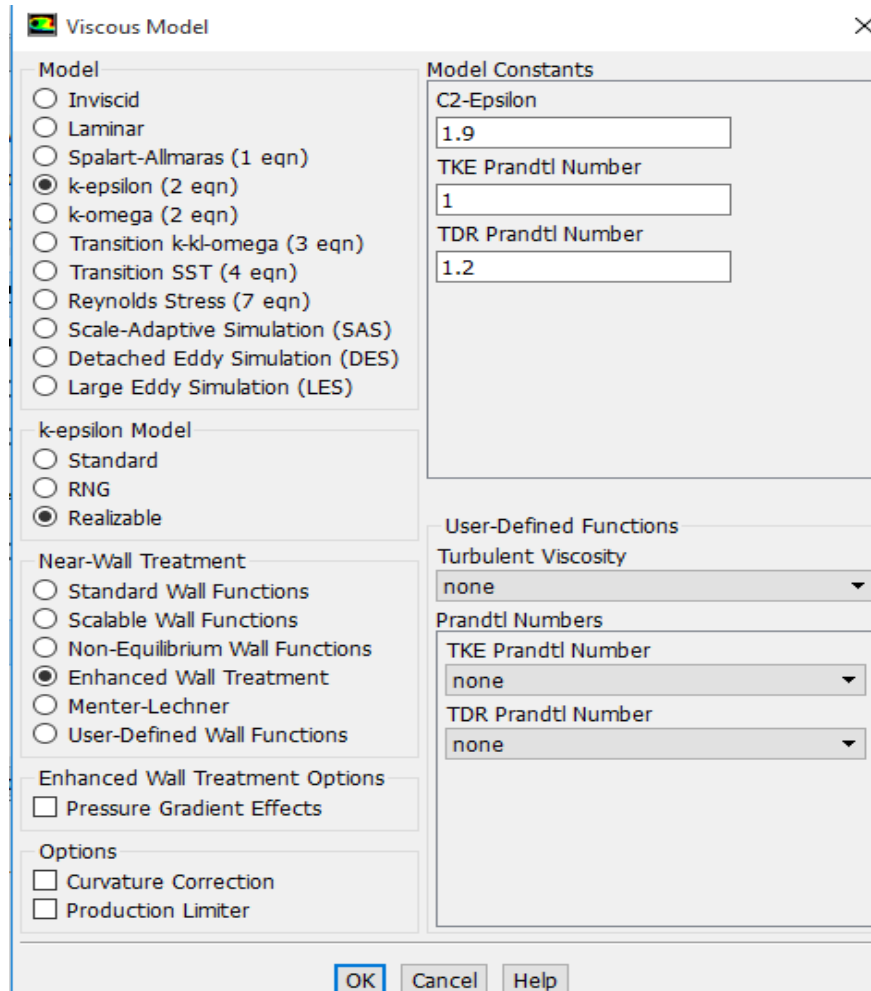 Viscous Model
Model
Inviscid
Laminar
Spalart-Allmaras (1 eqn)
k-epsilon (2 eqn)
k-omega (2 eqn)
Transition k-kl-omega (3 eqn)
Transition SST (4 eqn)
Reynolds Stress (7 eqn)
Scale-Adaptive Simulation (SAS)
Detached Eddy Simulation (DES)
Large Eddy Simulation (LES)
k-epsilon Model
Standard
RNG
Realizable
Near-Wall Treatment
Standard Wall Functions
Scalable Wall Functions
Non-Equilibrium Wall Functions
Enhanced Wall Treatment
Menter-Lechner
User-Defined Wall Functions
Enhanced Wall Treatment Options
Pressure Gradient Effects
Options
Curvature Correction
Production Limiter
Model Constants
C2-Epsilon
1.9
TKE Prandtl Number
1
TDR Prandtl Number
1.2
User-Defined Functions
Turbulent Viscosity
none
Prandtl Numbers
TKE Prandtl Number
none
TDR Prandtl Number
none
OK
Cancel
Help